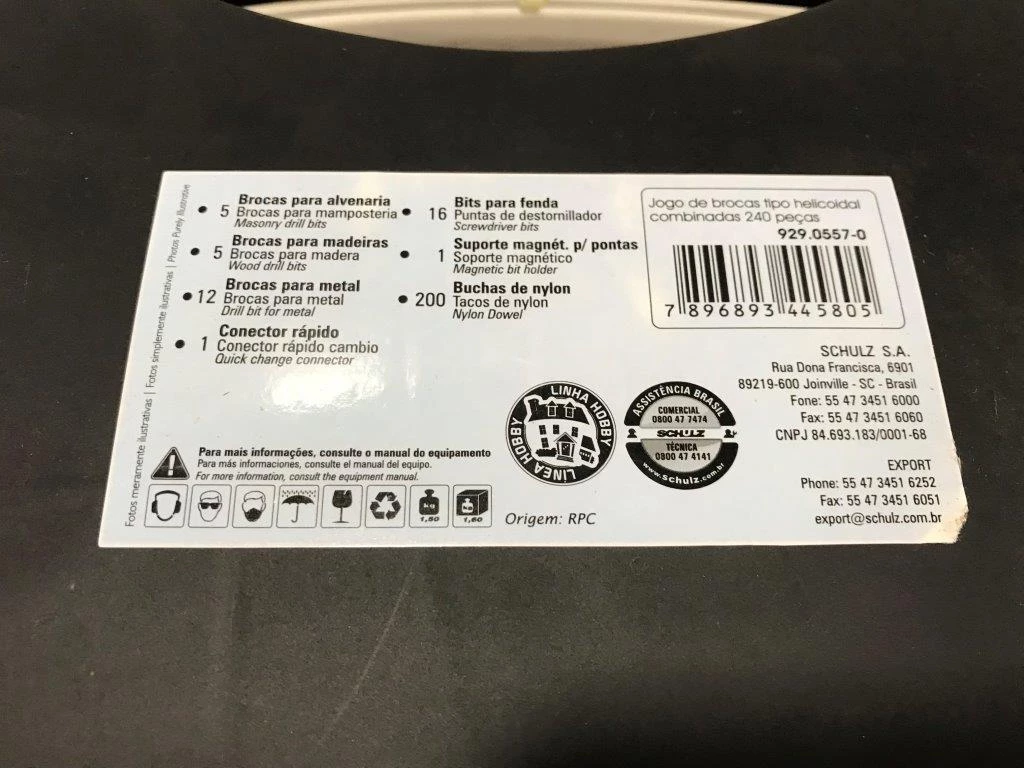 Fotos meramente ilustrativas | Fotos simplemente ilustrativas | Photos Purely Illustrative
• 5 Brocas para alvenaria
Brocas para mamposteria
Masonry drill bits
• 5 Brocas para madeiras
Brocas para madera
Wood drill bits
• 12 Brocas para metal
Brocas para metal
Drill bit for metal
• 1 Conector rápido
Conector rápido cambio
Quick change connector
• 16 Bits para fenda
Puntas de destornillador
Screwdriver bits
• 1 Suporte magnét. p/ pontas
Soporte magnético
Magnetic bit holder
• 200 Buchas de nylon
Tacos de nylon
Nylon Dowel
Jogo de brocas tipo helicoidal
combinadas 240 peças
929.0557-0
7 896893 445805
SCHULZ S.A.
Rua Dona Francisca, 6901
89219-600 Joinville - SC - Brasil
Fone: 55 47 3451 6000
Fax: 55 47 3451 6060
CNPJ 84.693.183/0001-68
EXPORT
Phone: 55 47 3451 6252
Fax: 55 47 3451 6051
export@schulz.com.br
LINHA HOBBY
LINEA HOBBY
ASSISTÊNCIA BRASIL
COMERCIAL
0800 47 7474
SCHULZ
TÉCNICA
0800 47 4141
www.schulz.com.br
Para mais informações, consulte o manual do equipamento
Para más informaciones, consulte el manual del equipo.
For more information, consult the equipment manual.
kg
1,50
kg
1,60
Origem: RPC